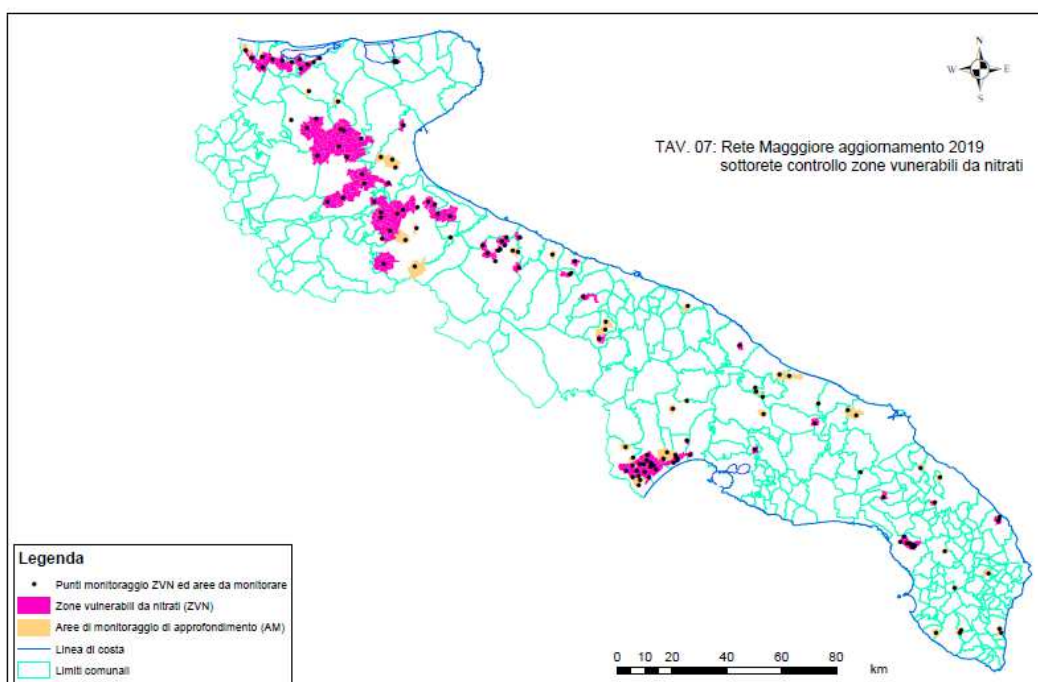 N
W E
S
TAV. 07: Rete Magggiore aggiornamento 2019
sottorete controllo zone vunerabili da nitrati
Legenda
Punti monitoraggio ZVN ed aree da monitorare
Zone vulnerabili da nitrati (ZVN)
Aree di monitoraggio di approfondimento (AM)
Linea di costa
Limiti comunali
0 10 20 40 60 80
km